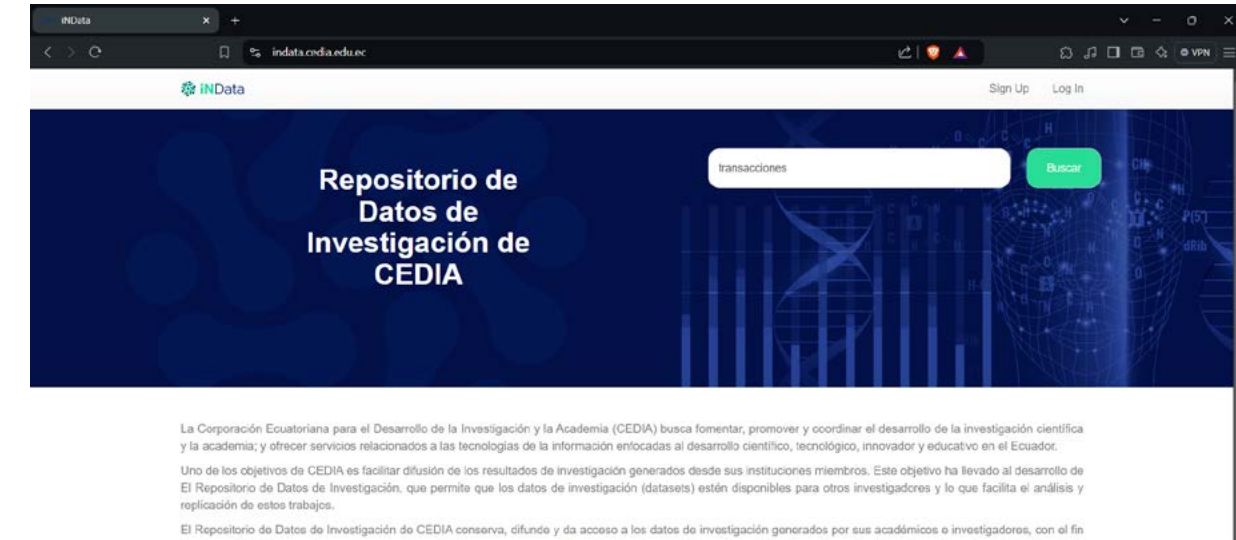 iNData
indata.cedia.edu.ec
VPN
iNData
Sign Up Log In
Repositorio de
Datos de
Investigación de
CEDIA
transacciones
Buscar
P(5')
dRib
La Corporación Ecuatoriana para el Desarrollo de la Investigación y la Academia (CEDIA) busca fomentar, promover y coordinar el desarrollo de la investigación científica
y la academia; y ofrecer servicios relacionados a las tecnologías de la información enfocadas al desarrollo científico, tecnológico, innovador y educativo en el Ecuador.
Uno de los objetivos de CEDIA es facilitar difusión de los resultados de investigación generados desde sus instituciones miembros. Este objetivo ha llevado al desarrollo de
El Repositorio de Datos de Investigación, que permite que los datos de investigación (datasets) estén disponibles para otros investigadores y lo que facilita el análisis y
replicación de estos trabajos.
El Repositorio de Datos de Investigación de CEDIA conserva, difunde y da acceso a los datos de investigación generados por sus académicos e investigadores, con el fin